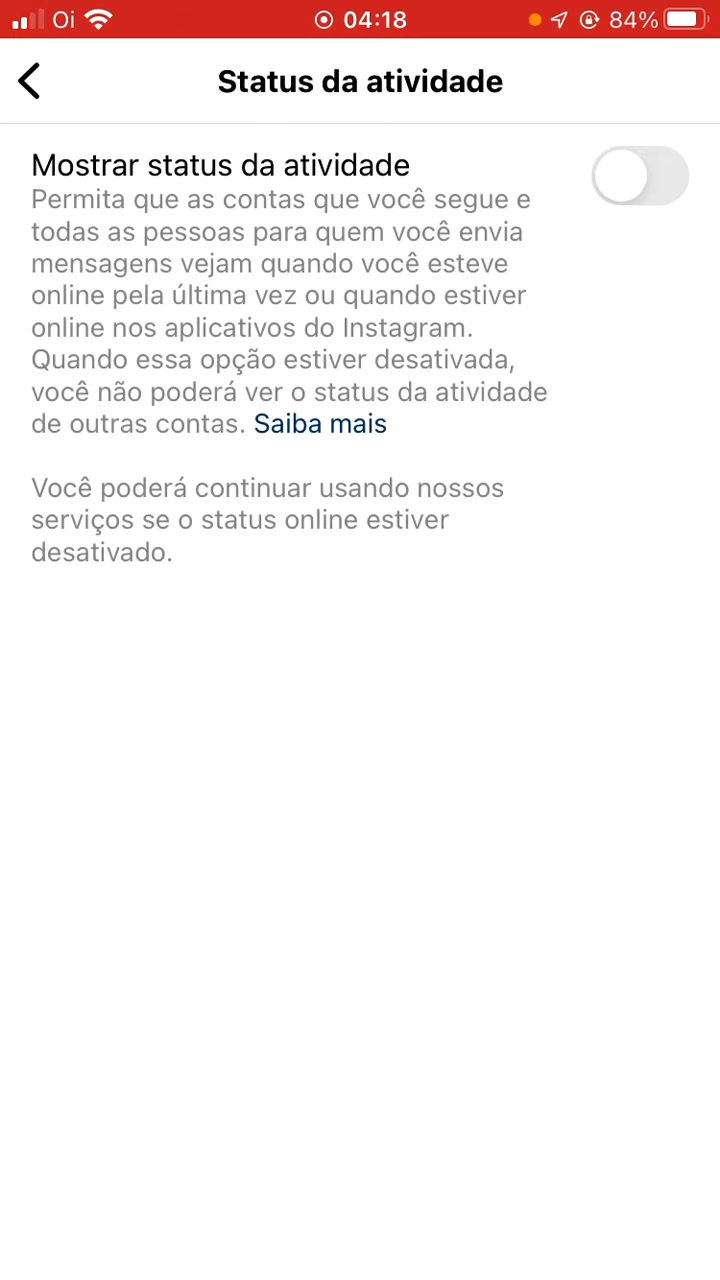 Oi 04:18 84%
Status da atividade
Mostrar status da atividade
Permita que as contas que você segue e
todas as pessoas para quem você envia
mensagens vejam quando você esteve
online pela última vez ou quando estiver
online nos aplicativos do Instagram.
Quando essa opção estiver desativada,
você não poderá ver o status da atividade
de outras contas. Saiba mais
Você poderá continuar usando nossos
serviços se o status online estiver
desativado.